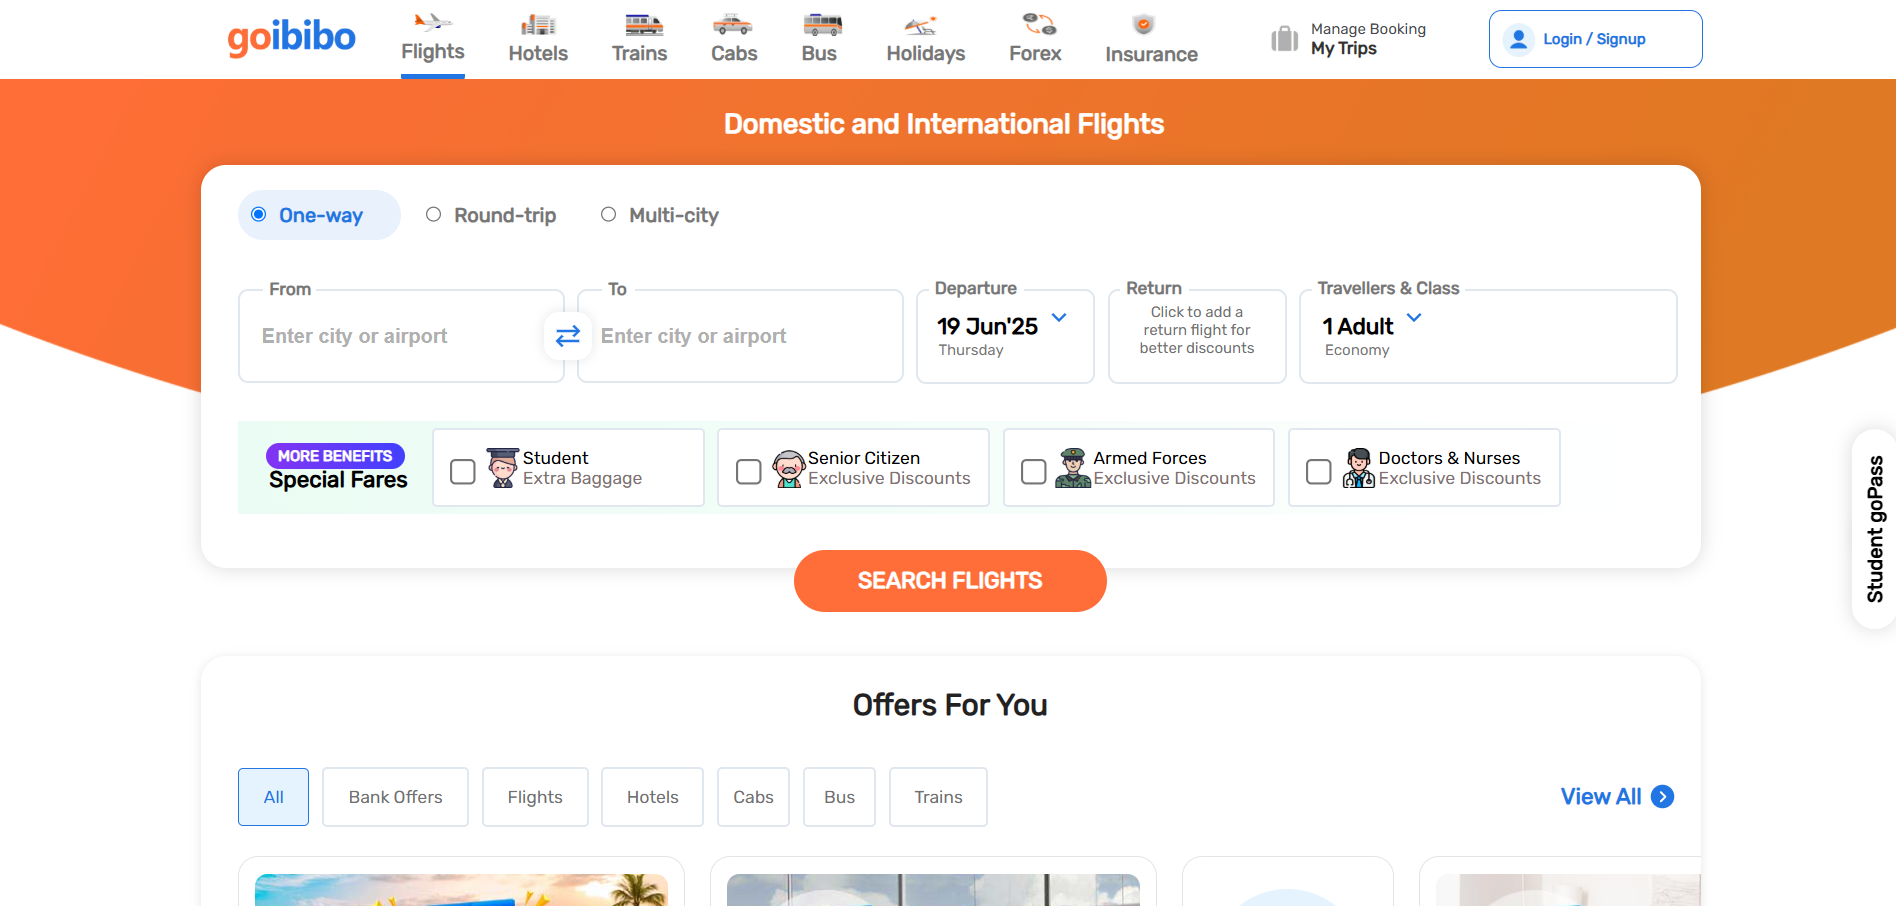 goibibo
Flights
Hotels
Trains
Cabs
Bus
Holidays
Forex
Insurance
Manage Booking
My Trips
Login / Signup
Domestic and International Flights
One-way
Round-trip
Multi-city
From
Enter city or airport
To
Enter city or airport
Departure
19 Jun'25
Thursday
Return
Click to add a
return flight for
better discounts
Travellers & Class
1 Adult
Economy
MORE BENEFITS
Special Fares
Student
Extra Baggage
Senior Citizen
Exclusive Discounts
Armed Forces
Exclusive Discounts
Doctors & Nurses
Exclusive Discounts
Student goPass
SEARCH FLIGHTS
Offers For You
All
Bank Offers
Flights
Hotels
Cabs
Bus
Trains
View All